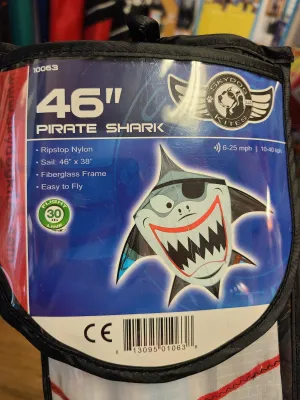 10063
46"
PIRATE SHARK
SKYDOG
KITES
6-25 mph | 10-40 kph
• Ripstop Nylon
• Sail: 46" x 38"
• Fiberglass Frame
• Easy to Fly
30
CE
8 13095 01063